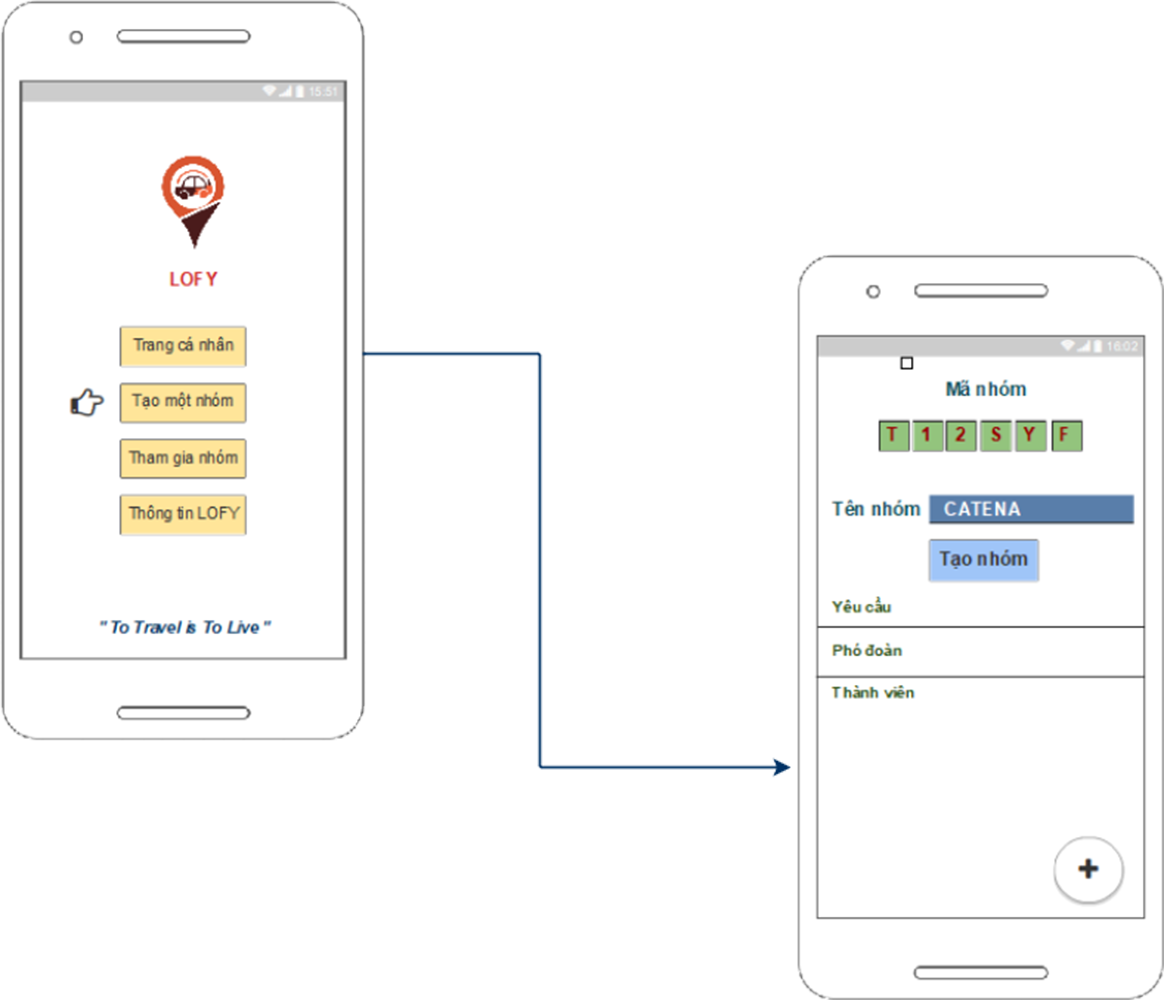 15:51
LOFY
Trang cá nhân
Tạo một nhóm
Tham gia nhóm
Thông tin LOFY
" To Travel is To Live "
16:02
Mã nhóm
T 1 2 S Y F
Tên nhóm CATENA
Tạo nhóm
Yêu cầu
Phó đoàn
Thành viên